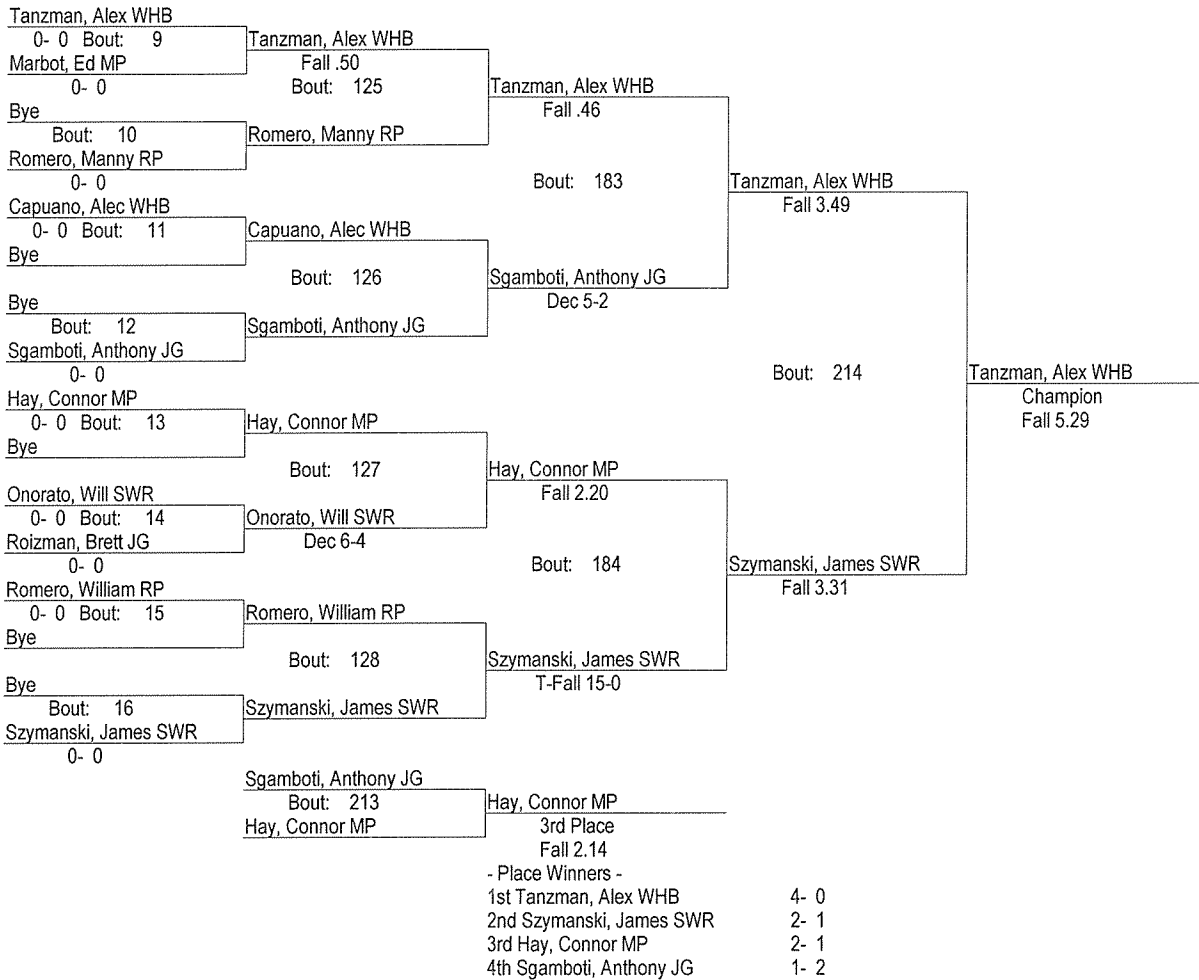 Tanzman, Alex WHB
0- 0 Bout: 9
Marbot, Ed MP
0- 0
Bye
Bout: 10
Romero, Manny RP
0- 0
Capuano, Alec WHB
0- 0 Bout: 11
Bye
Bye
Bout: 12
Sgamboti, Anthony JG
0- 0
Hay, Connor MP
0- 0 Bout: 13
Bye
Onorato, Will SWR
0- 0 Bout: 14
Roizman, Brett JG
0- 0
Romero, William RP
0- 0 Bout: 15
Bye
Bye
Bout: 16
Szymanski, James SWR
0- 0
Tanzman, Alex WHB
Fall .50
Bout: 125
Romero, Manny RP
Capuano, Alec WHB
Bout: 126
Sgamboti, Anthony JG
Hay, Connor MP
Bout: 127
Onorato, Will SWR
Dec 6-4
Romero, William RP
Bout: 128
Szymanski, James SWR
Tanzman, Alex WHB
Fall .46
Bout: 183
Sgamboti, Anthony JG
Dec 5-2
Hay, Connor MP
Fall 2.20
Bout: 184
Szymanski, James SWR
T-Fall 15-0
Tanzman, Alex WHB
Fall 3.49
Bout: 214
Szymanski, James SWR
Fall 3.31
Tanzman, Alex WHB
Champion
Fall 5.29
Sgamboti, Anthony JG
Bout: 213
Hay, Connor MP
Hay, Connor MP
3rd Place
Fall 2.14
- Place Winners -
1st Tanzman, Alex WHB 4- 0
2nd Szymanski, James SWR 2- 1
3rd Hay, Connor MP 2- 1
4th Sgamboti, Anthony JG 1- 2